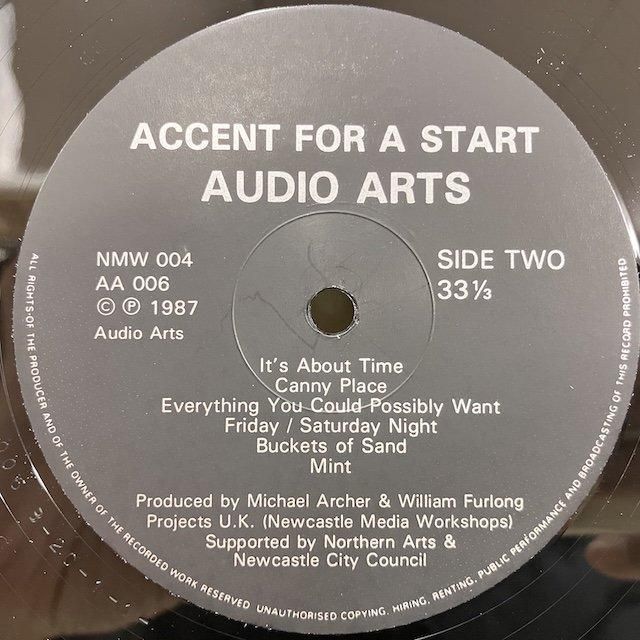 ACCENT FOR A START
AUDIO ARTS
NMW 004
AA 006
© ℗ 1987
Audio Arts
SIDE TWO
33⅓
It's About Time
Canny Place
Everything You Could Possibly Want
Friday / Saturday Night
Buckets of Sand
Mint
Produced by Michael Archer & William Furlong
Projects U.K. (Newcastle Media Workshops)
Supported by Northern Arts &
Newcastle City Council
ALL RIGHTS OF THE PRODUCER AND OF THE OWNER OF THE RECORDED WORK RESERVED UNAUTHORISED COPYING, HIRING, RENTING, PUBLIC PERFORMANCE AND BROADCASTING OF THIS RECORD PROHIBITED